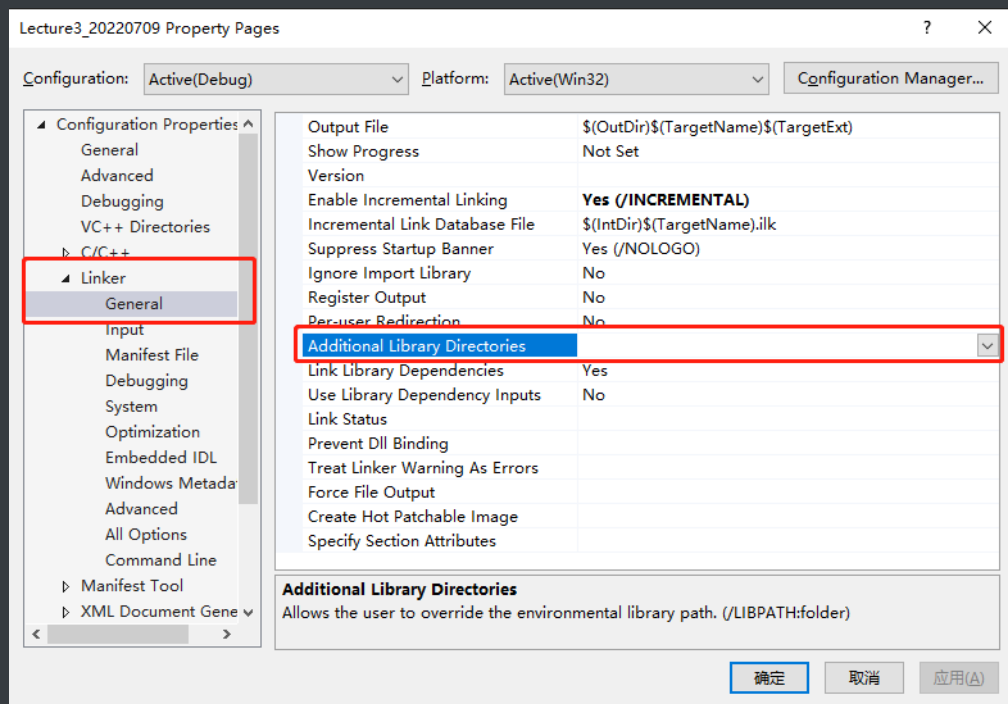 Lecture3_20220709 Property Pages
Configuration: Active(Debug) Platform: Active(Win32) Configuration Manager...
Configuration Properties
General
Advanced
Debugging
VC++ Directories
C/C++
Linker
General
Input
Manifest File
Debugging
System
Optimization
Embedded IDL
Windows Metada
Advanced
All Options
Command Line
Manifest Tool
XML Document Gene
Output File $(OutDir)$(TargetName)$(TargetExt)
Show Progress Not Set
Version
Enable Incremental Linking Yes (/INCREMENTAL)
Incremental Link Database File $(IntDir)$(TargetName).ilk
Suppress Startup Banner Yes (/NOLOGO)
Ignore Import Library No
Register Output No
Per-user Redirection No
Additional Library Directories
Link Library Dependencies Yes
Use Library Dependency Inputs No
Link Status
Prevent Dll Binding
Treat Linker Warning As Errors
Force File Output
Create Hot Patchable Image
Specify Section Attributes
Additional Library Directories
Allows the user to override the environmental library path. (/LIBPATH:folder)
确定 取消 应用(A)